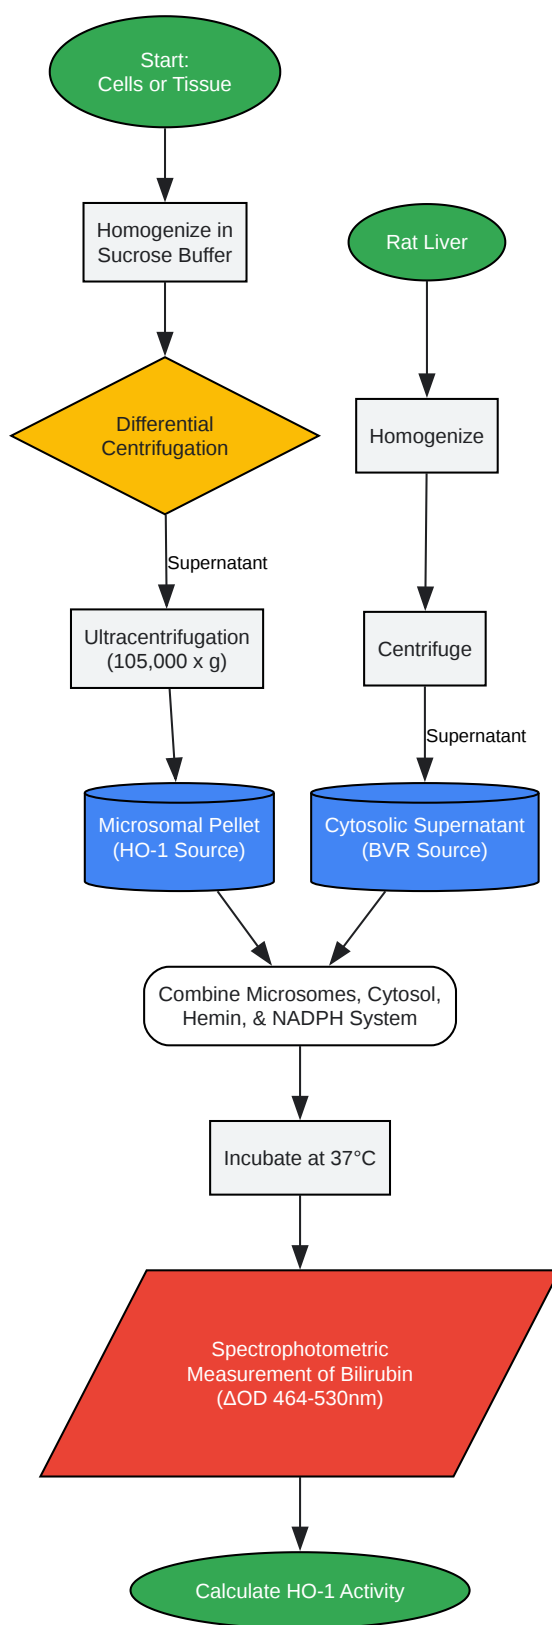 Start:
Cells or Tissue
Homogenize in
Sucrose Buffer
Rat Liver
Differential
Centrifugation
Homogenize
Supernatant
Ultracentrifugation
(105,000 x g)
Centrifuge
Supernatant
Microsomal Pellet
(HO-1 Source)
Cytosolic Supernatant
(BVR Source)
Combine Microsomes, Cytosol,
Hemin, & NADPH System
Incubate at 37°C
Spectrophotometric
Measurement of Bilirubin
(ΔOD 464-530nm)
Calculate HO-1 Activity